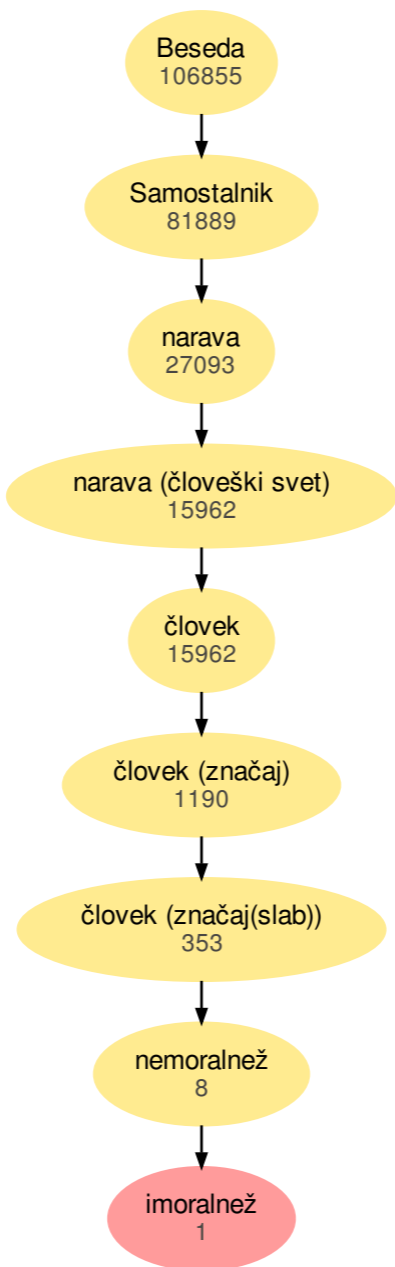 Beseda
106855
Samostalnik
81889
narava
27093
narava (človeški svet)
15962
človek
15962
človek (značaj)
1190
človek (značaj(slab))
353
nemoralnež
8
imoralnež
1